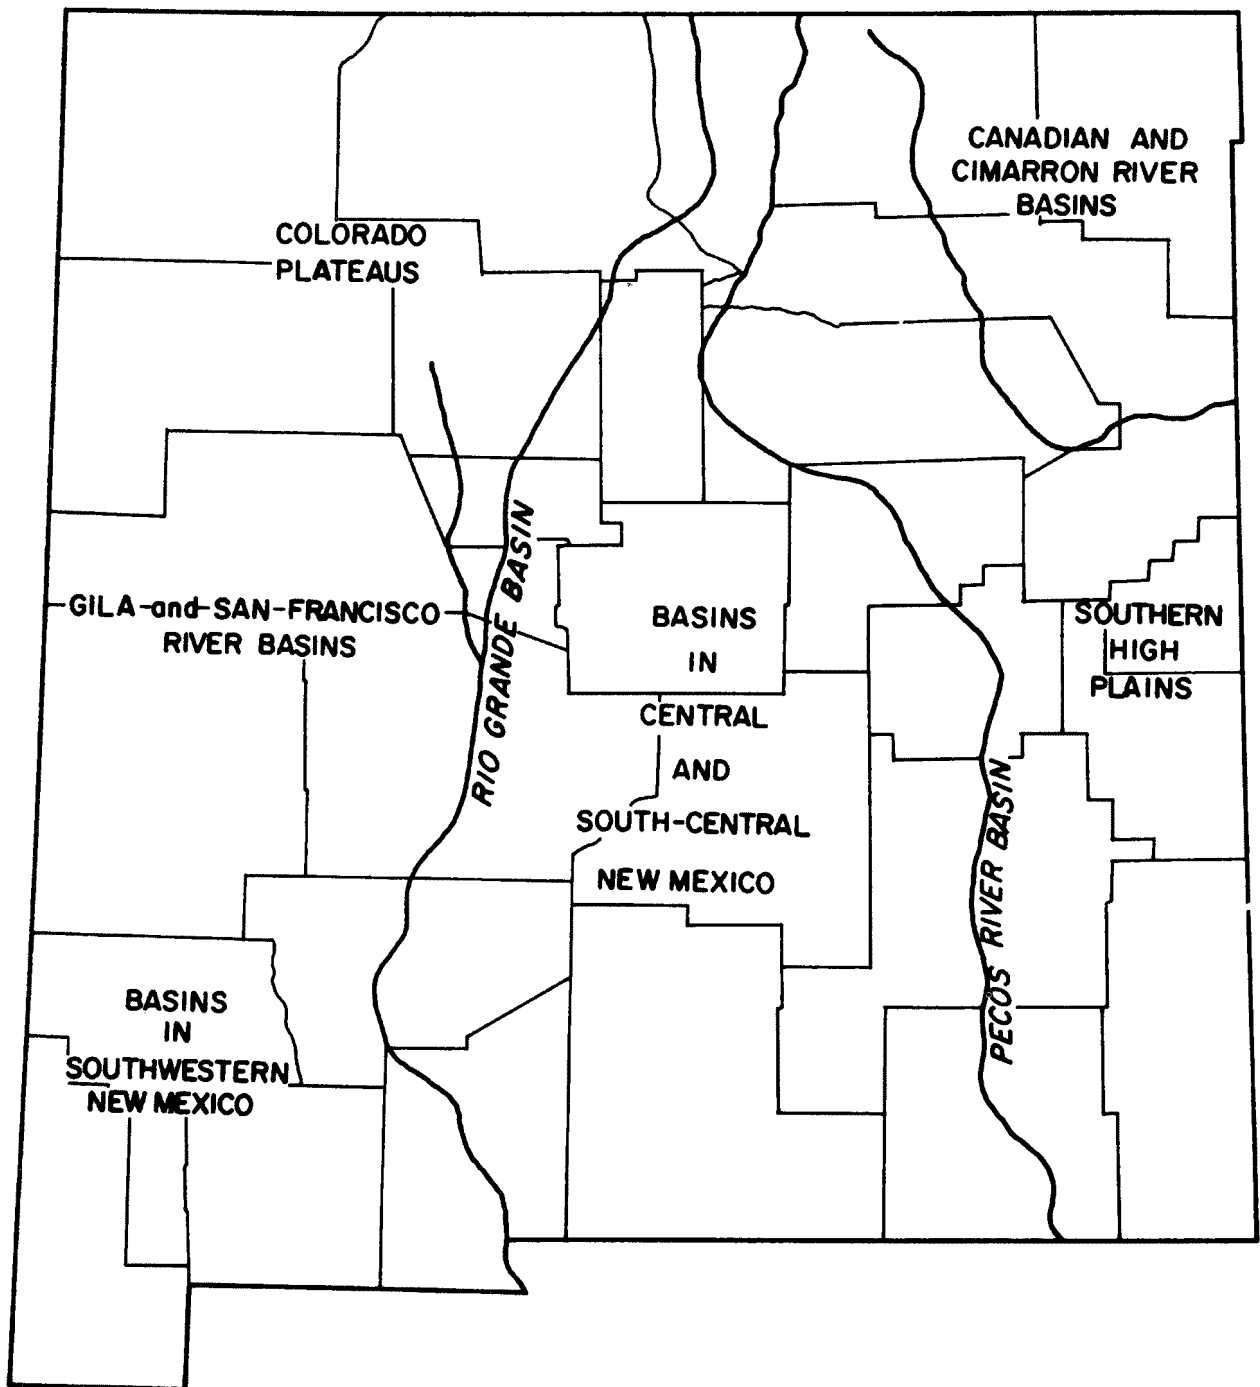 CANADIAN AND
CIMARRON RIVER
BASINS
COLORADO
PLATEAUS
RIO GRANDE BASIN
GILA-and-SAN-FRANCISCO
RIVER BASINS
BASINS
IN
CENTRAL
AND
SOUTH-CENTRAL
NEW MEXICO
SOUTHERN
HIGH
PLAINS
PECOS RIVER BASIN
BASINS
IN
SOUTHWESTERN
NEW MEXICO